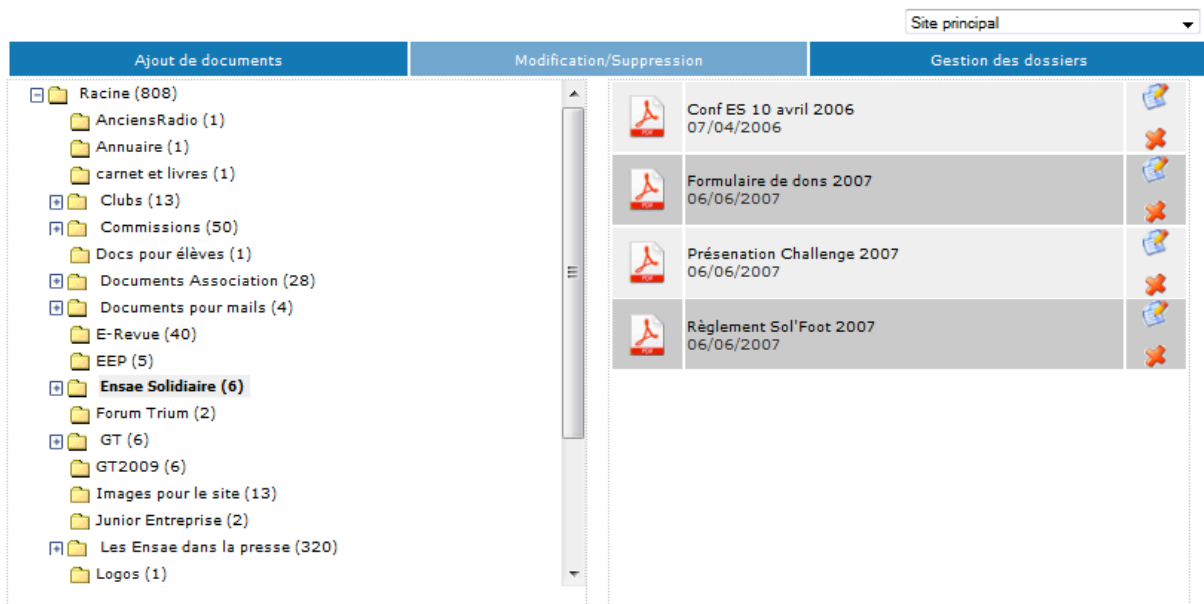 Site principal
Ajout de documents
Modification/Suppression
Gestion des dossiers
Racine (808)
AnciensRadio (1)
Annuaire (1)
carnet et livres (1)
Clubs (13)
Commissions (50)
Docs pour élèves (1)
Documents Association (28)
Documents pour mails (4)
E-Revue (40)
EEP (5)
Ensae Solidiaire (6)
Forum Trium (2)
GT (6)
GT2009 (6)
Images pour le site (13)
Junior Entreprise (2)
Les Ensae dans la presse (320)
Logos (1)
PDF
Conf ES 10 avril 2006
07/04/2006
PDF
Formulaire de dons 2007
06/06/2007
PDF
Présenation Challenge 2007
06/06/2007
PDF
Règlement Sol'Foot 2007
06/06/2007